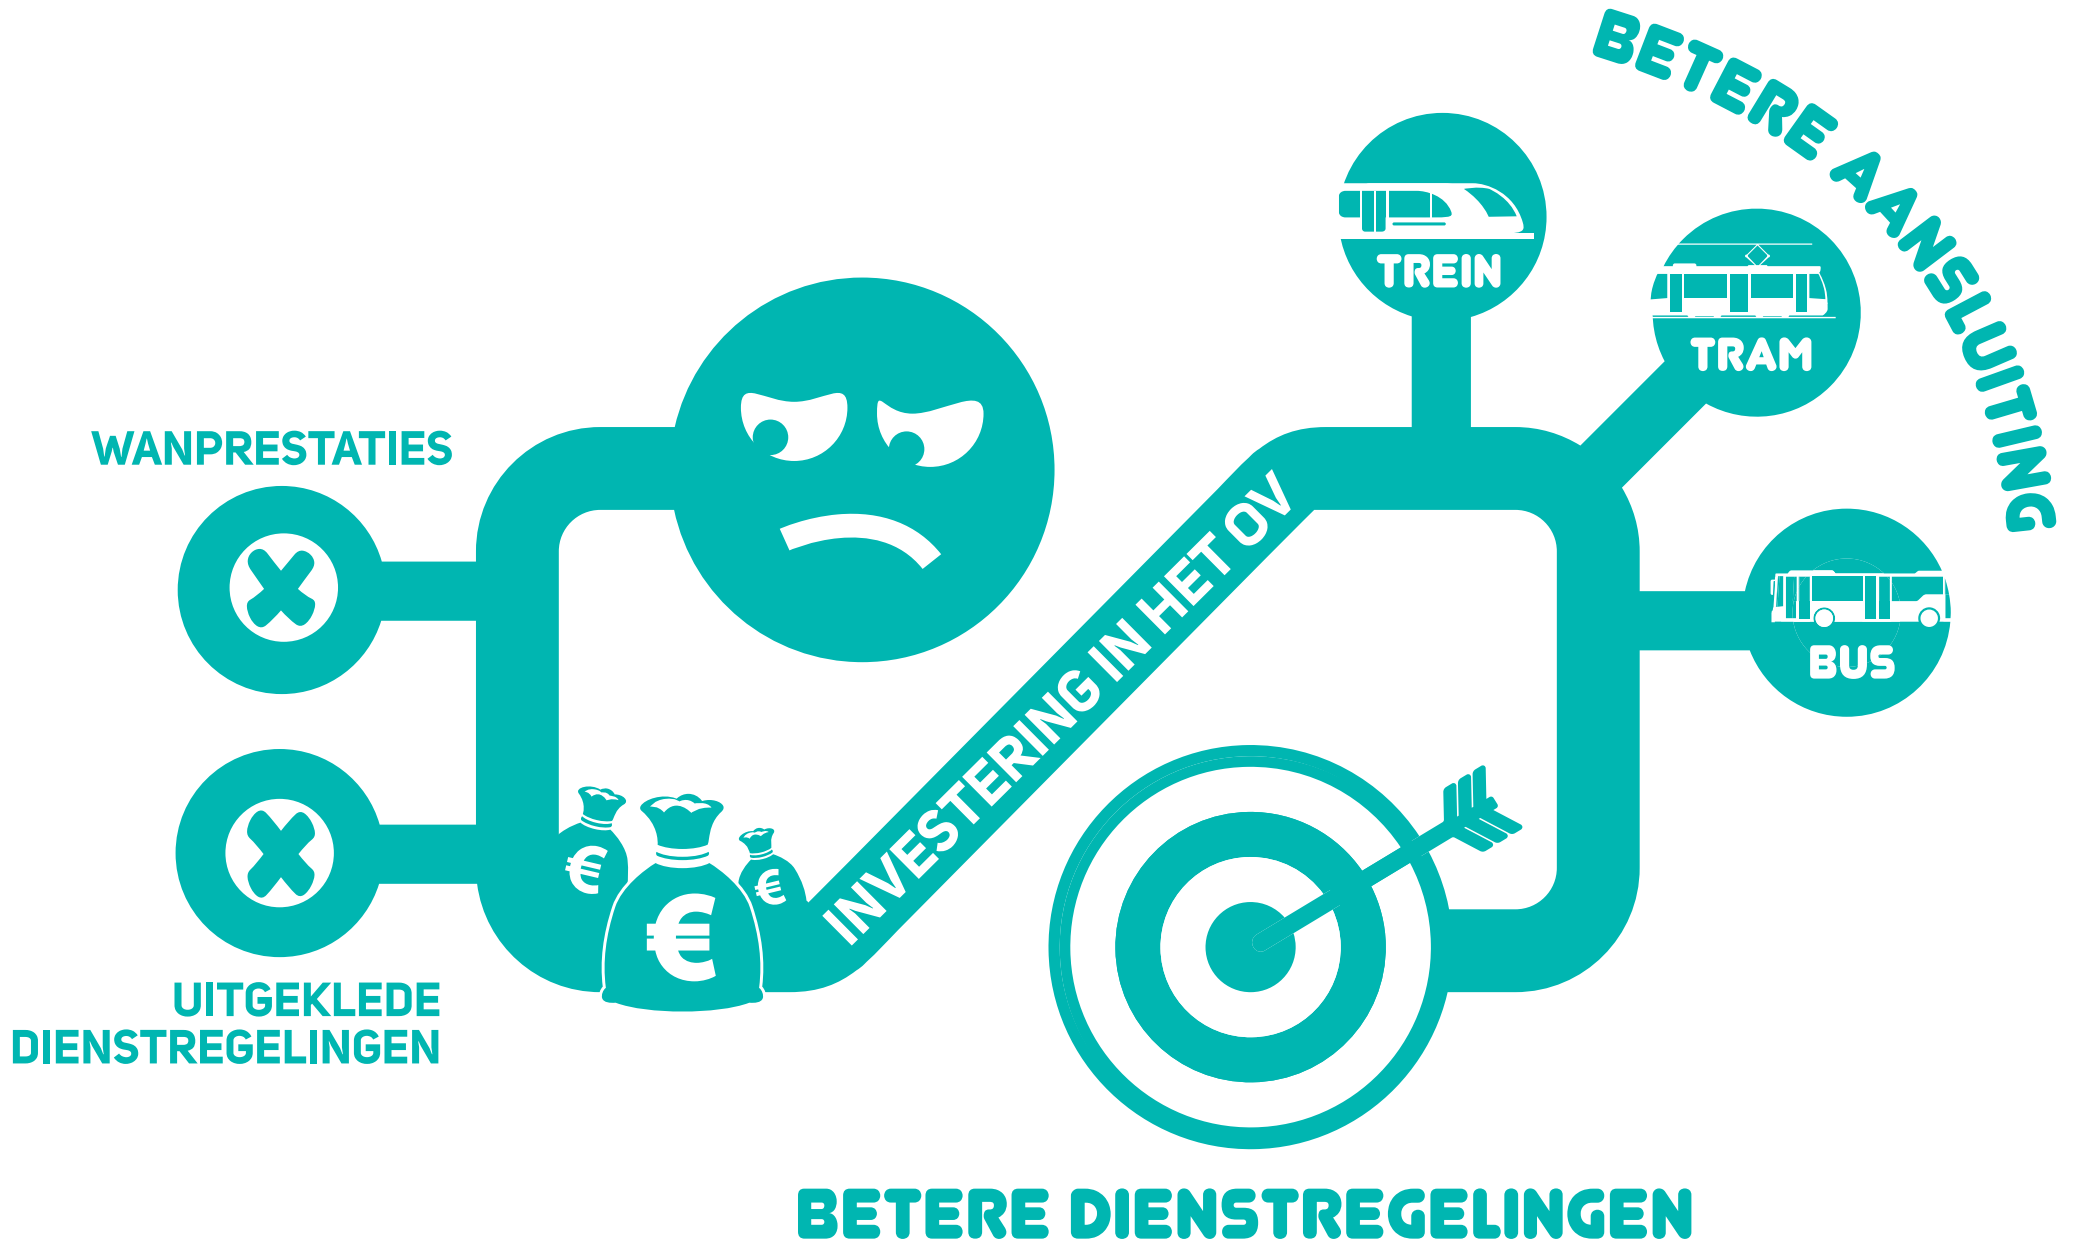 WANPRESTATIES
UITGEKLEDE
DIENSTREGELINGEN
€
€
€
INVESTERING IN HET OV
TREIN
TRAM
BUS
BETERE AANSLUITING
BETERE DIENSTREGELINGEN